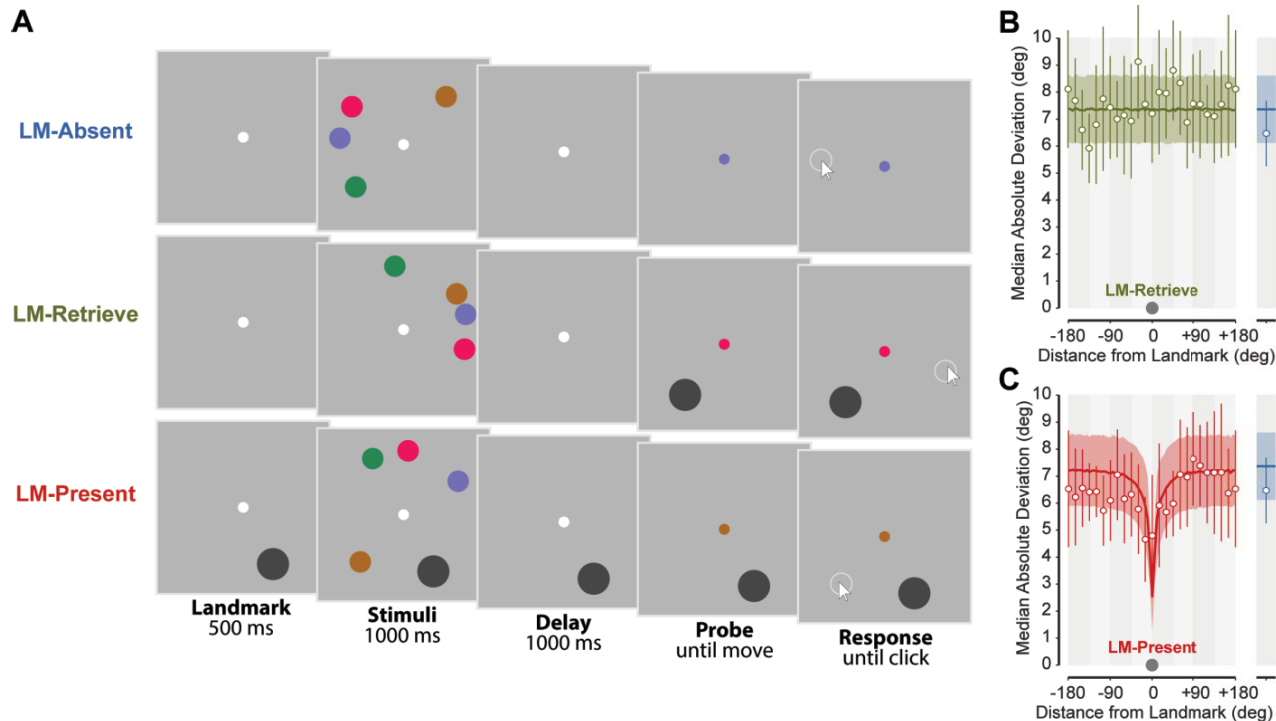 A
LM-Absent
LM-Retrieve
LM-Present
Landmark
500 ms
Stimuli
1000 ms
Delay
1000 ms
Probe
until move
Response
until click
B
Median Absolute Deviation (deg)
10
9
8
7
6
5
4
3
2
1
0
LM-Retrieve
-180 -90 0 +90 +180
Distance from Landmark (deg)
C
Median Absolute Deviation (deg)
10
9
8
7
6
5
4
3
2
1
0
LM-Present
-180 -90 0 +90 +180
Distance from Landmark (deg)